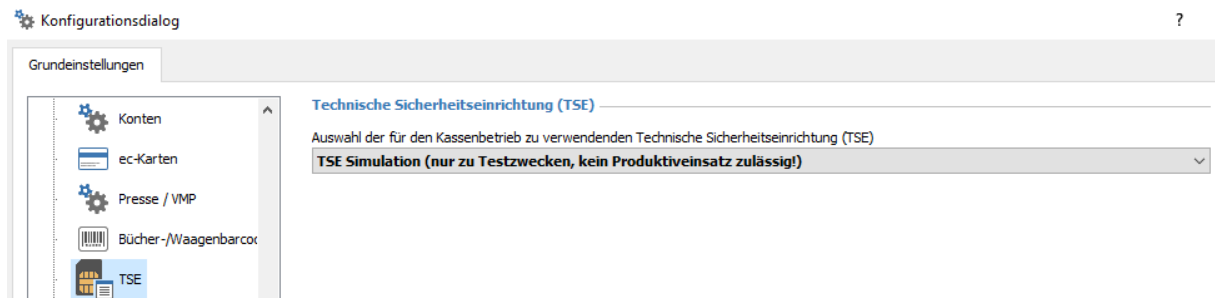 Konfigurationsdialog ?
Grundeinstellungen
Konten
ec-Karten
Presse / VMP
Bücher-/Waagenbarcoc
TSE
Technische Sicherheitseinrichtung (TSE)
Auswahl der für den Kassenbetrieb zu verwendenden Technische Sicherheitseinrichtung (TSE)
TSE Simulation (nur zu Testzwecken, kein Produktiveinsatz zulässig!)